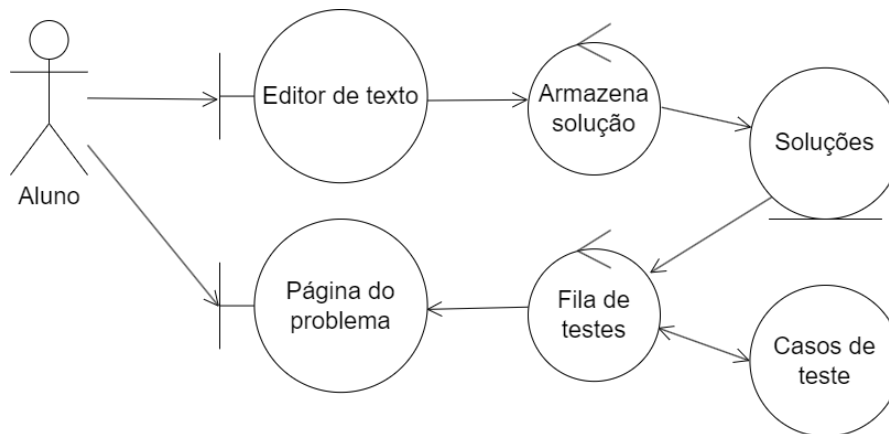 Editor de texto
Armazena
solução
Soluções
Aluno
Página do
problema
Fila de
testes
Casos de
teste